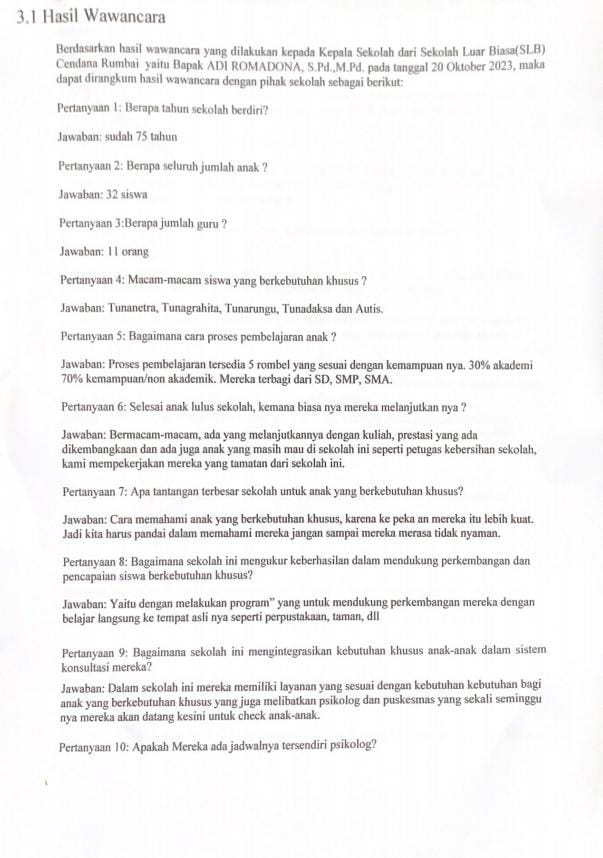 3.1 Hasil Wawancara
Berdasarkan hasil wawancara yang dilakukan kepada Kepala Sekolah dari Sekolah Luar Biasa(SLB)
Cendana Rumbai yaitu Bapak ADI ROMADONA, S.Pd.,M.Pd. pada tanggal 20 Oktober 2023, maka
dapat dirangkum hasil wawancara dengan pihak sekolah sebagai berikut:
Pertanyaan 1: Berapa tahun sekolah berdiri?
Jawaban: sudah 75 tahun
Pertanyaan 2: Berapa seluruh jumlah anak ?
Jawaban: 32 siswa
Pertanyaan 3:Berapa jumlah guru ?
Jawaban: 11 orang
Pertanyaan 4: Macam-macam siswa yang berkebutuhan khusus ?
Jawaban: Tunanetra, Tunagrahita, Tunarungu, Tunadaksa dan Autis.
Pertanyaan 5: Bagaimana cara proses pembelajaran anak ?
Jawaban: Proses pembelajaran tersedia 5 rombel yang sesuai dengan kemampuan nya. 30% akademi
70% kemampuan/non akademik. Mereka terbagi dari SD, SMP, SMA.
Pertanyaan 6: Selesai anak lulus sekolah, kemana biasa nya mereka melanjutkan nya ?
Jawaban: Bermacam-macam, ada yang melanjutkannya dengan kuliah, prestasi yang ada
dikembangkaan dan ada juga anak yang masih mau di sekolah ini seperti petugas kebersihan sekolah,
kami mempekerjakan mereka yang tamatan dari sekolah ini.
Pertanyaan 7: Apa tantangan terbesar sekolah untuk anak yang berkebutuhan khusus?
Jawaban: Cara memahami anak yang berkebutuhan khusus, karena ke peka an mereka itu lebih kuat.
Jadi kita harus pandai dalam memahami mereka jangan sampai mereka merasa tidak nyaman.
Pertanyaan 8: Bagaimana sekolah ini mengukur keberhasilan dalam mendukung perkembangan dan
pencapaian siswa berkebutuhan khusus?
Jawaban: Yaitu dengan melakukan program” yang untuk mendukung perkembangan mereka dengan
belajar langsung ke tempat asli nya seperti perpustakaan, taman, dll
Pertanyaan 9: Bagaimana sekolah ini mengintegrasikan kebutuhan khusus anak-anak dalam sistem
konsultasi mereka?
Jawaban: Dalam sekolah ini mereka memiliki layanan yang sesuai dengan kebutuhan kebutuhan bagi
anak yang berkebutuhan khusus yang juga melibatkan psikolog dan puskesmas yang sekali seminggu
nya mereka akan datang kesini untuk check anak-anak.
Pertanyaan 10: Apakah Mereka ada jadwalnya tersendiri psikolog?